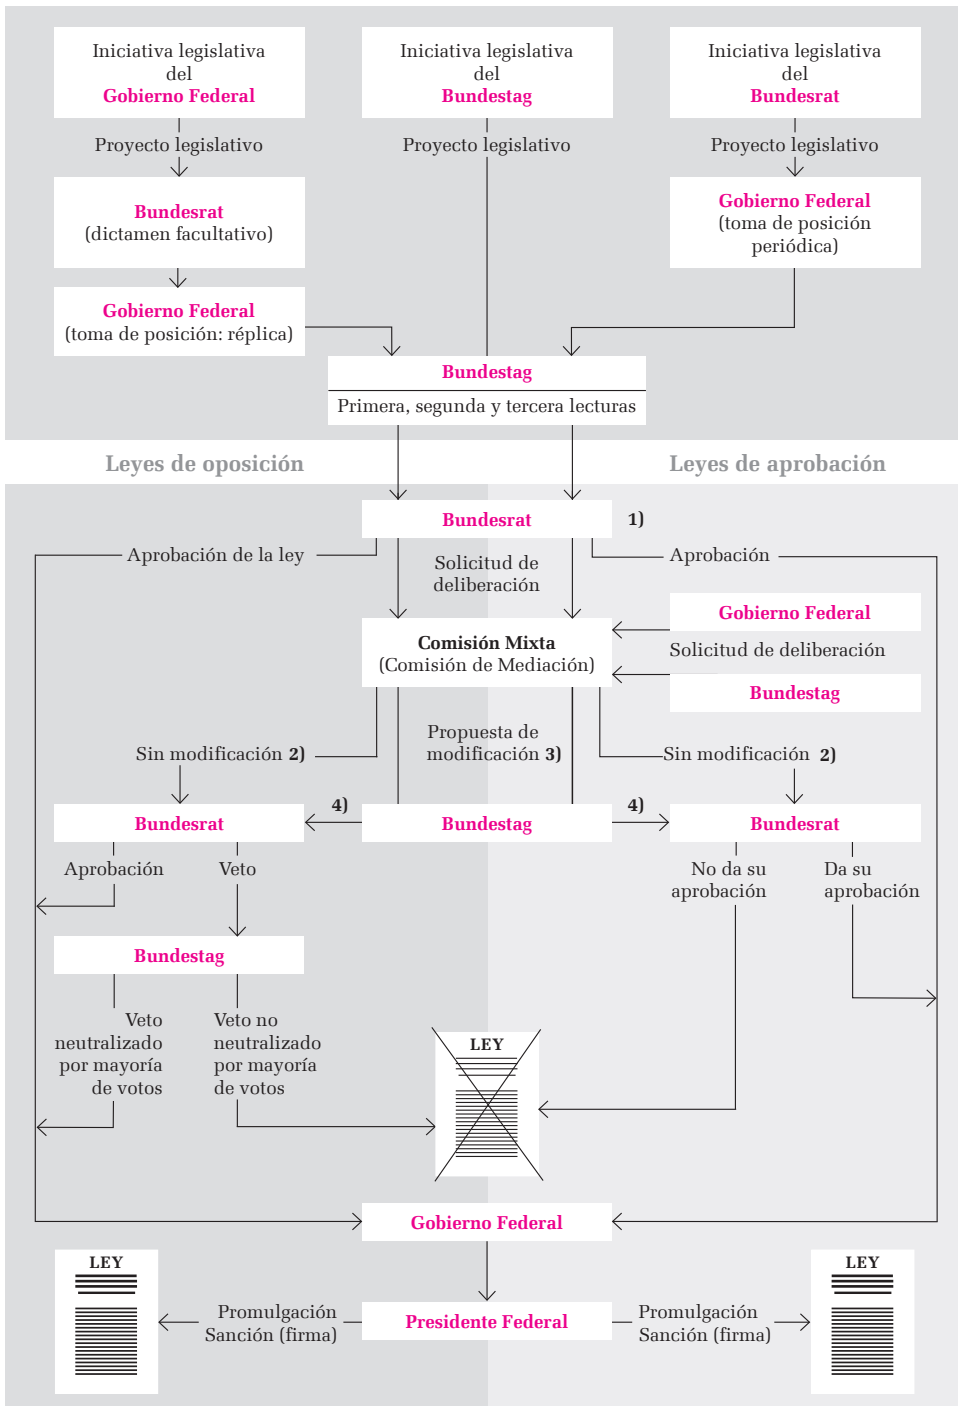 Iniciativa legislativa
del
Gobierno Federal
Iniciativa legislativa
del
Bundestag
Iniciativa legislativa
del
Bundesrat
Proyecto legislativo
Proyecto legislativo
Proyecto legislativo
Bundesrat
(dictamen facultativo)
Gobierno Federal
(toma de posición
periódica)
Gobierno Federal
(toma de posición: réplica)
Bundestag
Primera, segunda y tercera lecturas
Leyes de oposición
Leyes de aprobación
Bundesrat
1)
Aprobación de la ley
Solicitud de
deliberación
Aprobación
Gobierno Federal
Comisión Mixta
(Comisión de Mediación)
Solicitud de deliberación
Bundestag
Sin modificación 2)
Propuesta de
modificación 3)
Sin modificación 2)
4)
4)
Bundesrat
Bundestag
Bundesrat
Aprobación
Veto
No da su
aprobación
Da su
aprobación
Bundestag
Veto
neutralizado
por mayoría
de votos
Veto no
neutralizado
por mayoría
de votos
LEY
Gobierno Federal
LEY
LEY
Promulgación
Sanción (firma)
Presidente Federal
Promulgación
Sanción (firma)